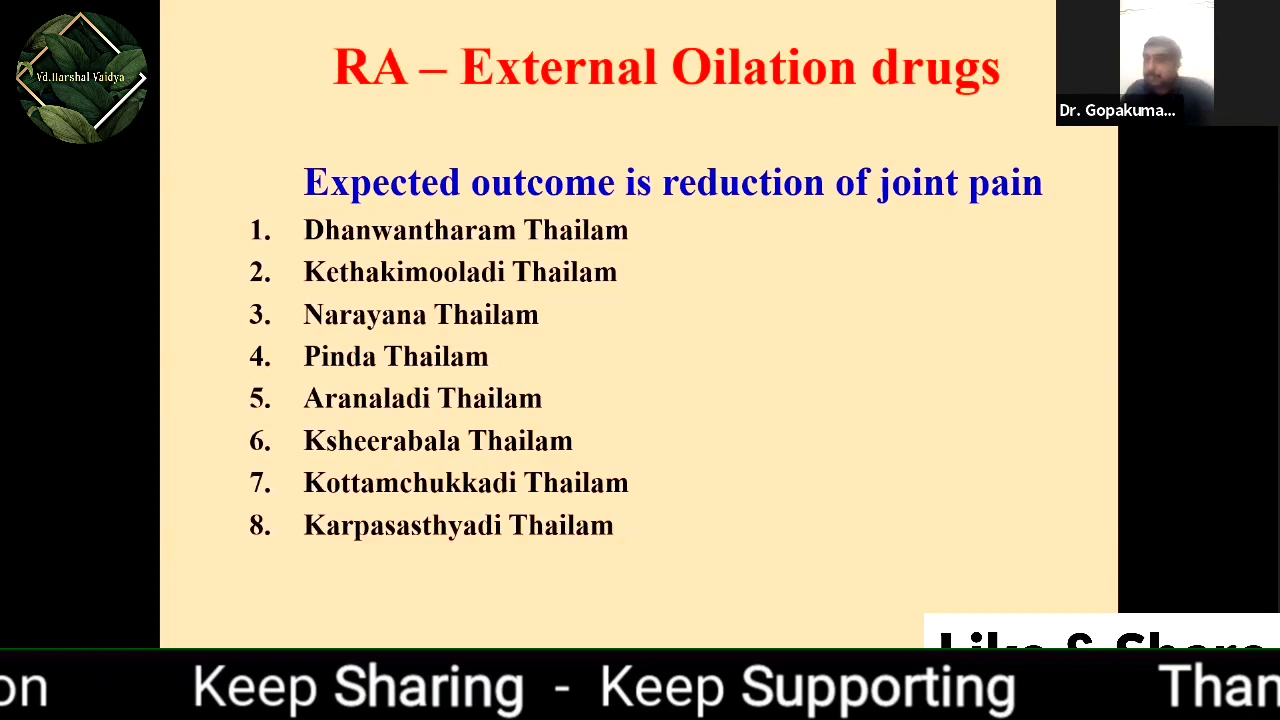 Vd.Harshal Vaidya
RA – External Oilation drugs
Dr. Gopakuma...
Expected outcome is reduction of joint pain
1. Dhanwantharam Thailam
2. Kethakimooladi Thailam
3. Narayana Thailam
4. Pinda Thailam
5. Aranaladi Thailam
6. Ksheerabala Thailam
7. Kottamchukkadi Thailam
8. Karpasasthyadi Thailam
Like & Share
on Keep Sharing - Keep Supporting Than